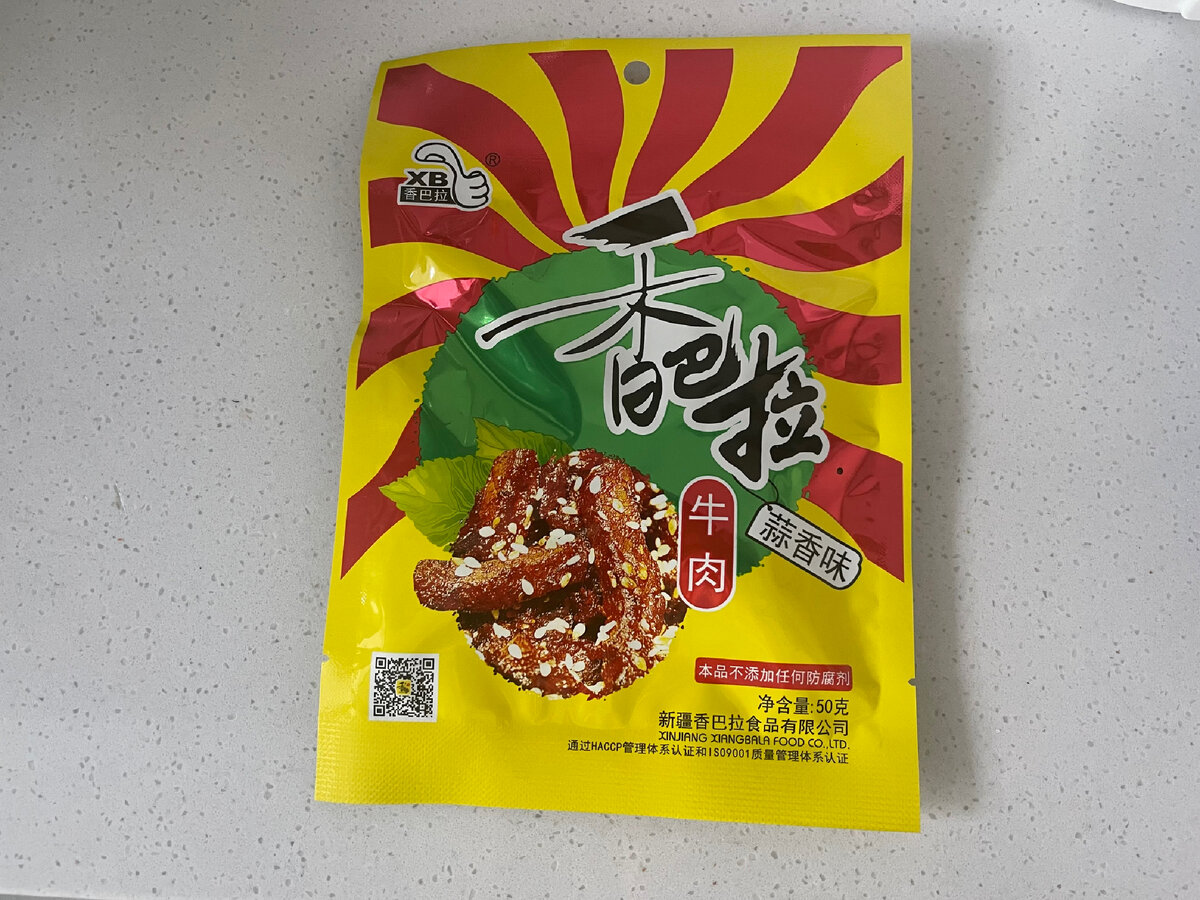 XB
香巴拉
®
香巴拉
牛肉
蒜香味
本品不添加任何防腐剂
净含量:50克
新疆香巴拉食品有限公司
XINJIANG XIANGBALA FOOD CO.,LTD.
通过HACCP管理体系认证和ISO9001质量管理体系认证